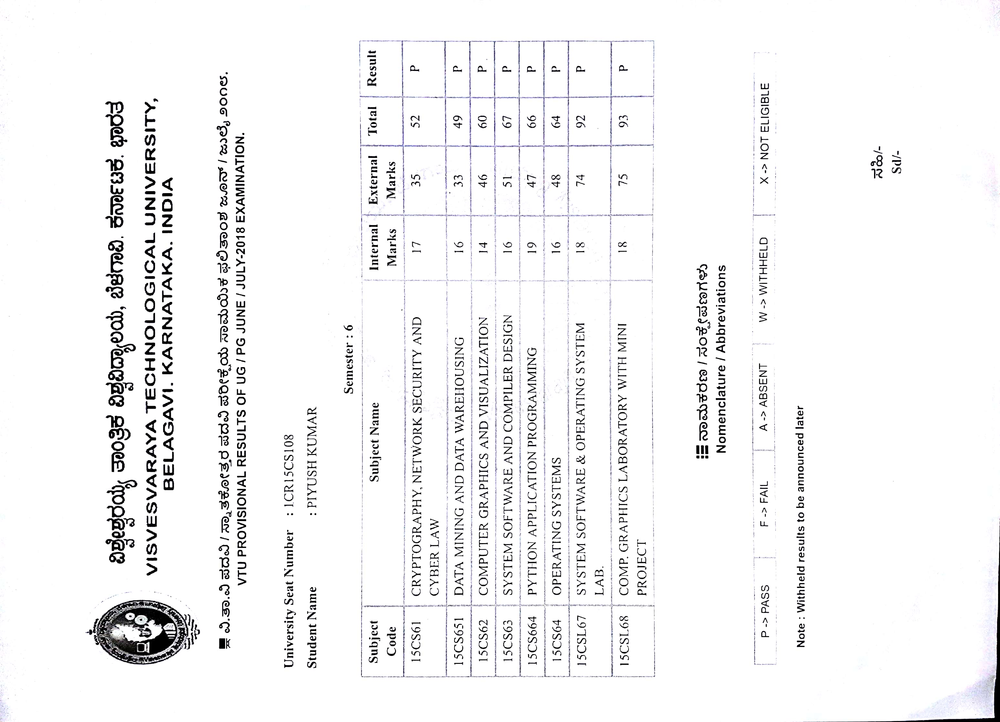 ವಿಶ್ವೇಶ್ವರಯ್ಯ ತಾಂತ್ರಿಕ ವಿಶ್ವವಿದ್ಯಾಲಯ, ಬೆಳಗಾವಿ. ಕರ್ನಾಟಕ. ಭಾರತ
VISVESVARAYA TECHNOLOGICAL UNIVERSITY,
BELAGAVI. KARNATAKA. INDIA
ವಿ.ತಾ.ವಿ ಪದವಿ / ಸ್ನಾತಕೋತ್ತರ ಪದವಿ ಪರೀಕ್ಷೆಯ ಸಾಮಯಿಕ ಫಲಿತಾಂಶ ಜೂನ್ / ಜುಲೈ ೨೦೧೮.
VTU PROVISIONAL RESULTS OF UG / PG JUNE / JULY-2018 EXAMINATION.
University Seat Number : 1CR15CS108
Student Name : PIYUSH KUMAR
Semester : 6
Subject Code Subject Name Internal Marks External Marks Total Result
15CS61 CRYPTOGRAPHY, NETWORK SECURITY AND 17 35 52 P
CYBER LAW
15CS651 DATA MINING AND DATA WAREHOUSING 16 33 49 P
15CS62 COMPUTER GRAPHICS AND VISUALIZATION 14 46 60 P
15CS63 SYSTEM SOFTWARE AND COMPILER DESIGN 16 51 67 P
15CS664 PYTHON APPLICATION PROGRAMMING 19 47 66 P
15CS64 OPERATING SYSTEMS 16 48 64 P
15CSL67 SYSTEM SOFTWARE & OPERATING SYSTEM 18 74 92 P
LAB.
15CSL68 COMP. GRAPHICS LABORATORY WITH MINI 18 75 93 P
PROJECT
ನಾಮಕರಣ / ಸಂಕ್ಷೇಪಣಗಳು
Nomenclature / Abbreviations
P -> PASS F -> FAIL A -> ABSENT W -> WITHHELD X -> NOT ELIGIBLE
Note : Withheld results to be announced later
ಸಹಿ/-
Sd/-